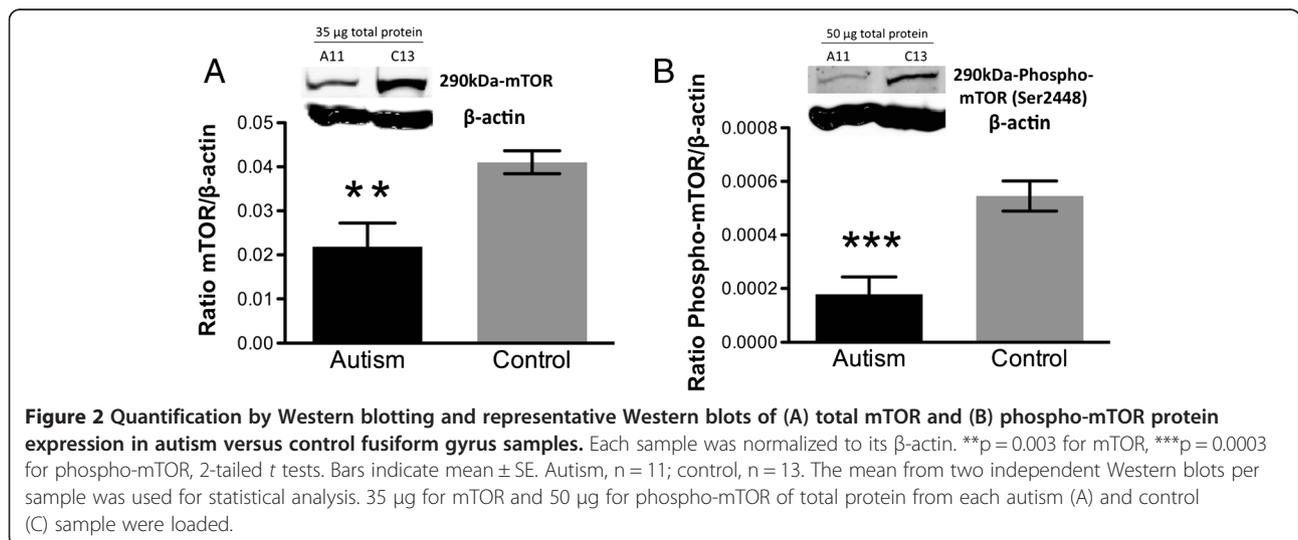 35 µg total protein
A11 C13
A
290kDa-mTOR
β-actin
Ratio mTOR/β-actin
0.05
0.04
0.03
0.02
0.01
0.00
**
Autism Control
50 µg total protein
A11 C13
B
290kDa-Phospho-
mTOR (Ser2448)
β-actin
Ratio Phospho-mTOR/β-actin
0.0008
0.0006
0.0004
0.0002
0.0000
***
Autism Control
Figure 2 Quantification by Western blotting and representative Western blots of (A) total mTOR and (B) phospho-mTOR protein
expression in autism versus control fusiform gyrus samples. Each sample was normalized to its β-actin. **p = 0.003 for mTOR, ***p = 0.0003
for phospho-mTOR, 2-tailed t tests. Bars indicate mean ± SE. Autism, n = 11; control, n = 13. The mean from two independent Western blots per
sample was used for statistical analysis. 35 µg for mTOR and 50 µg for phospho-mTOR of total protein from each autism (A) and control
(C) sample were loaded.